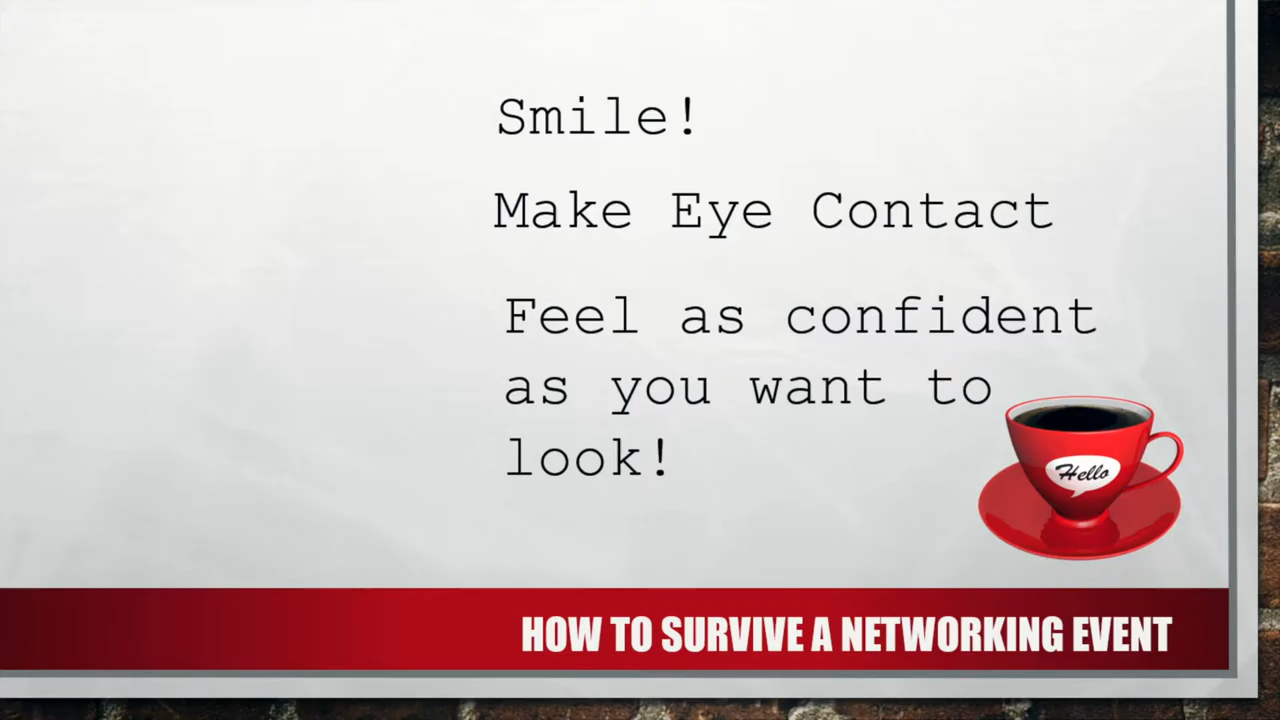 Smile!
Make Eye Contact
Feel as confident
as you want to
look!
Hello
HOW TO SURVIVE A NETWORKING EVENT